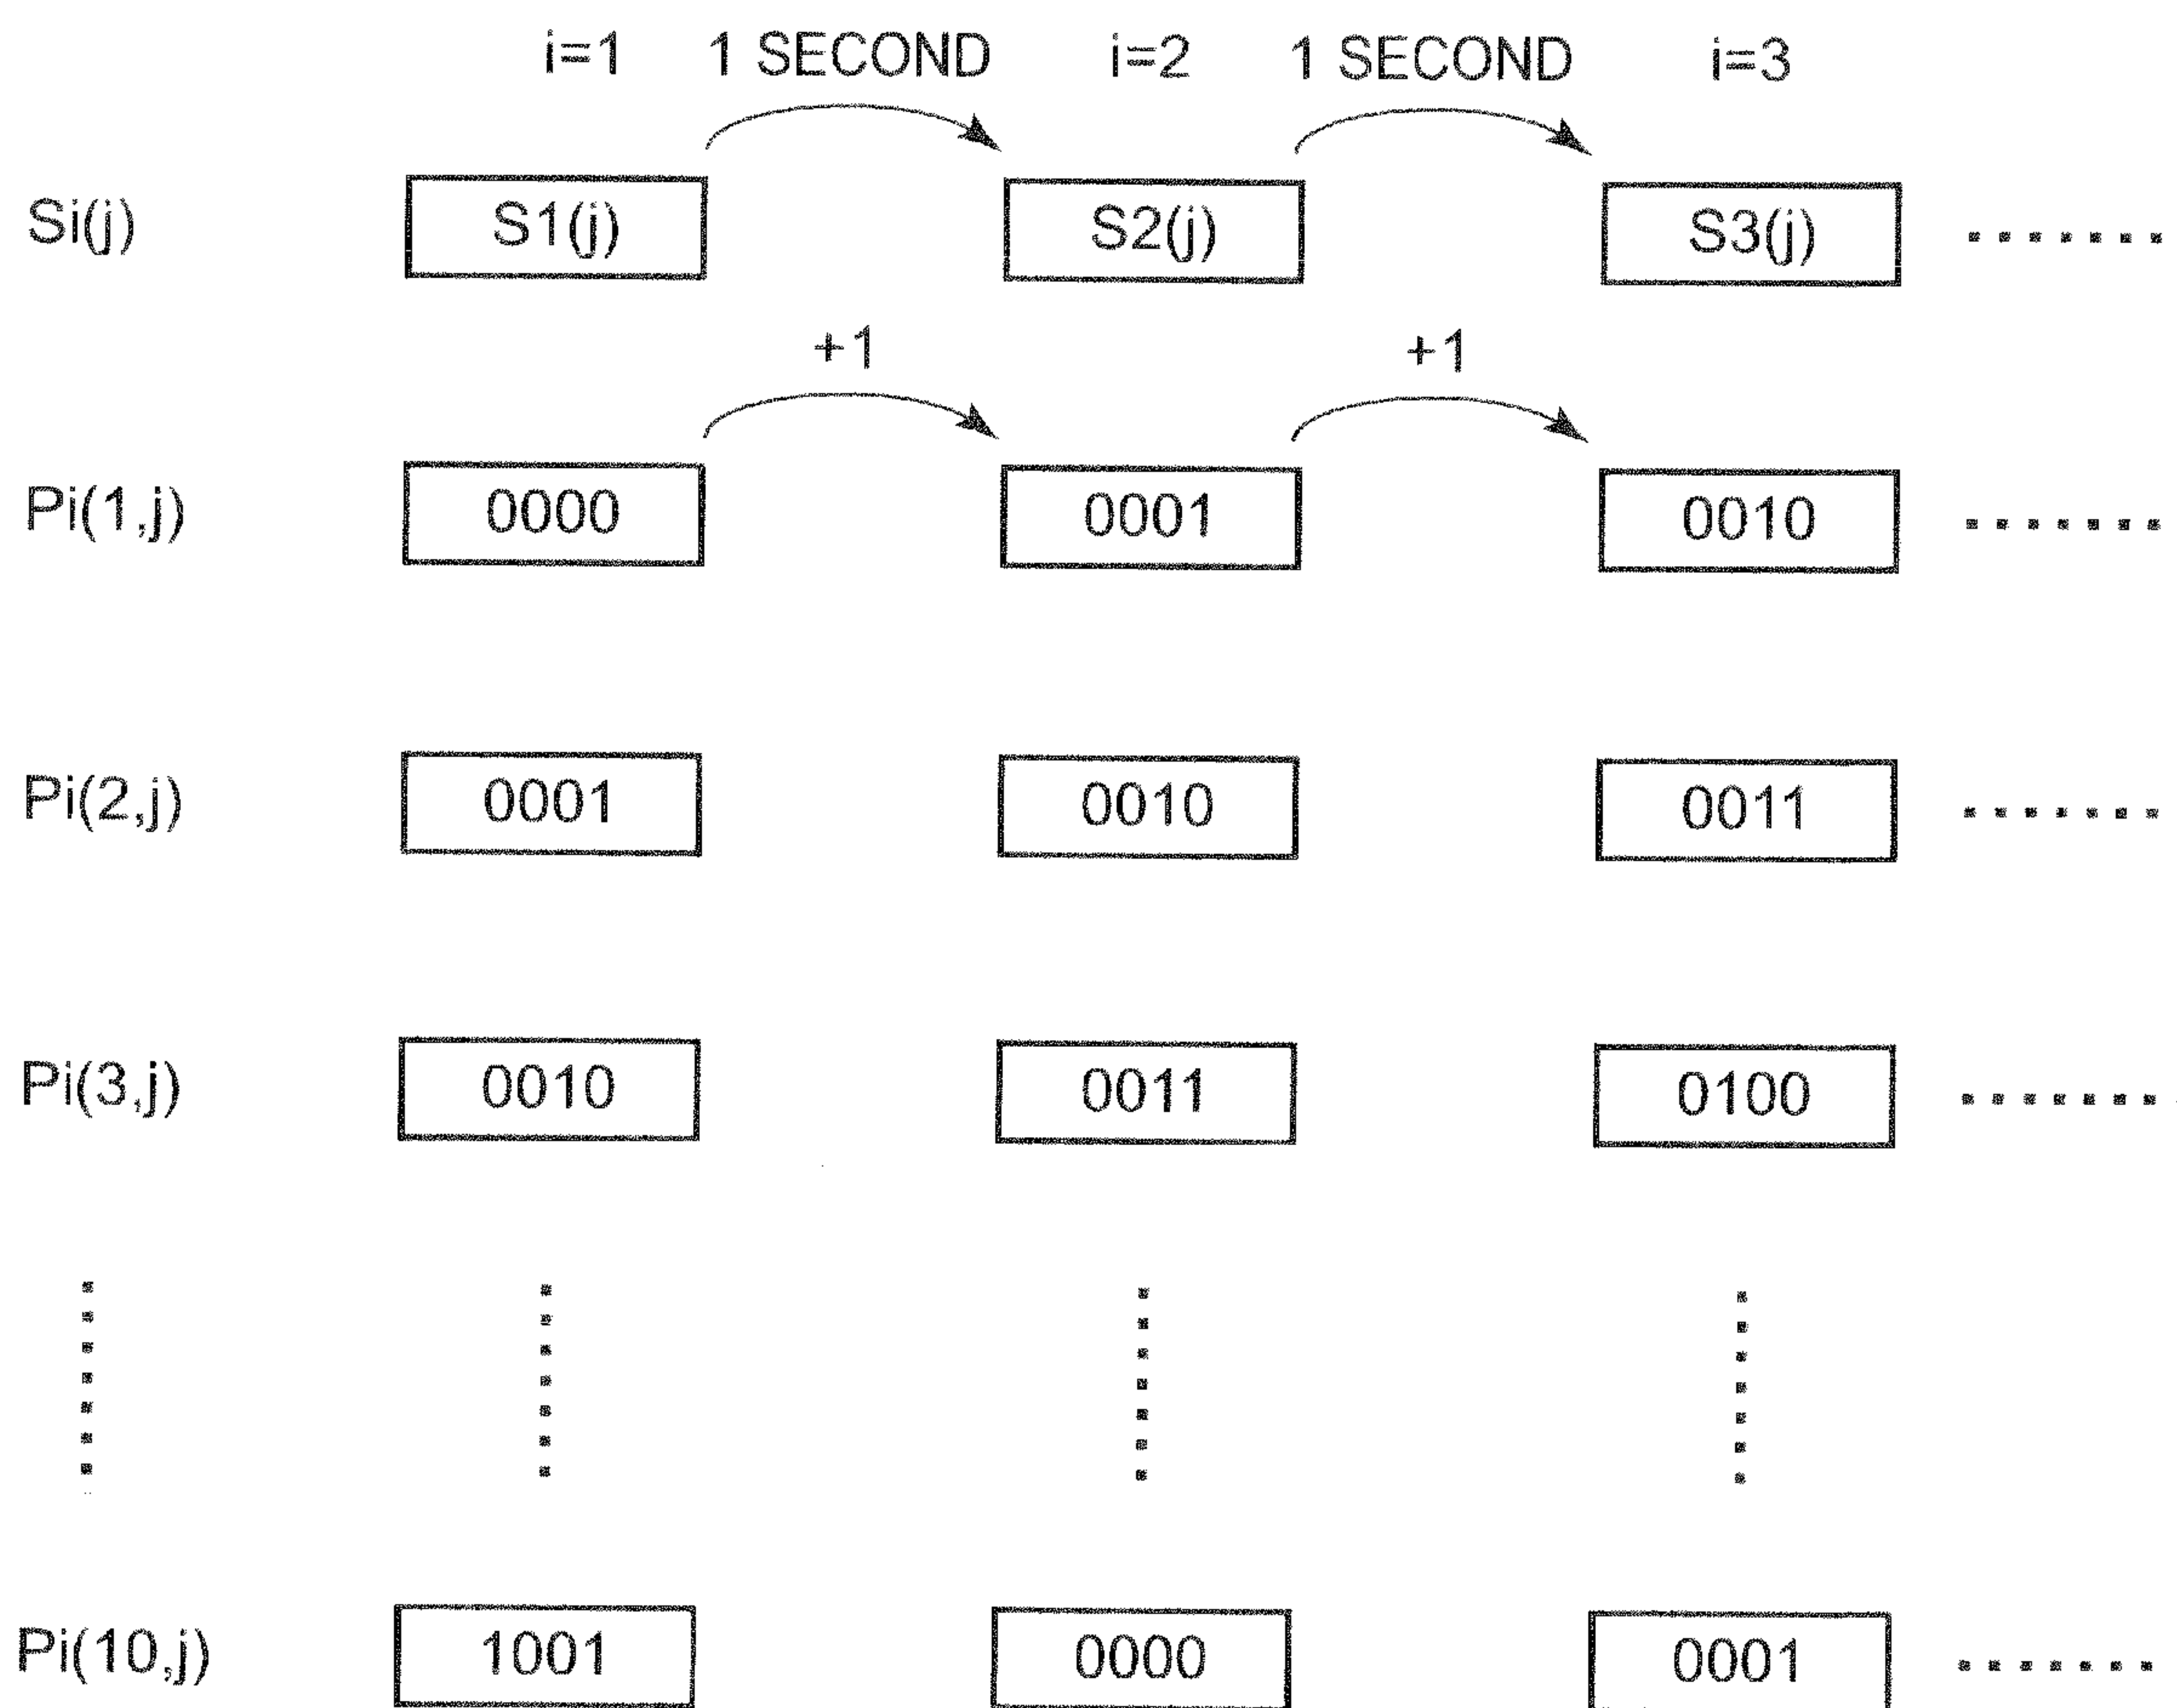 i=1 1 SECOND i=2 1 SECOND i=3
Si(j) S1(j) S2(j) S3(j)
+1 +1
Pi(1,j) 0000 0001 0010
Pi(2,j) 0001 0010 0011
Pi(3,j) 0010 0011 0100
Pi(10,j) 1001 0000 0001